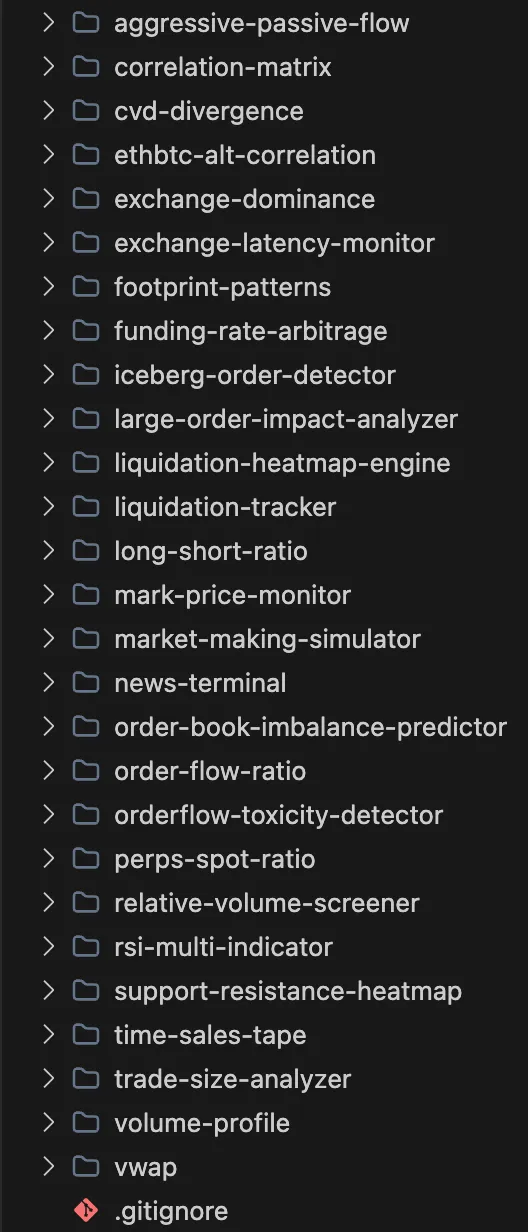 aggressive-passive-flow
correlation-matrix
cvd-divergence
ethbtc-alt-correlation
exchange-dominance
exchange-latency-monitor
footprint-patterns
funding-rate-arbitrage
iceberg-order-detector
large-order-impact-analyzer
liquidation-heatmap-engine
liquidation-tracker
long-short-ratio
mark-price-monitor
market-making-simulator
news-terminal
order-book-imbalance-predictor
order-flow-ratio
orderflow-toxicity-detector
perps-spot-ratio
relative-volume-screener
rsi-multi-indicator
support-resistance-heatmap
time-sales-tape
trade-size-analyzer
volume-profile
vwap
.gitignore